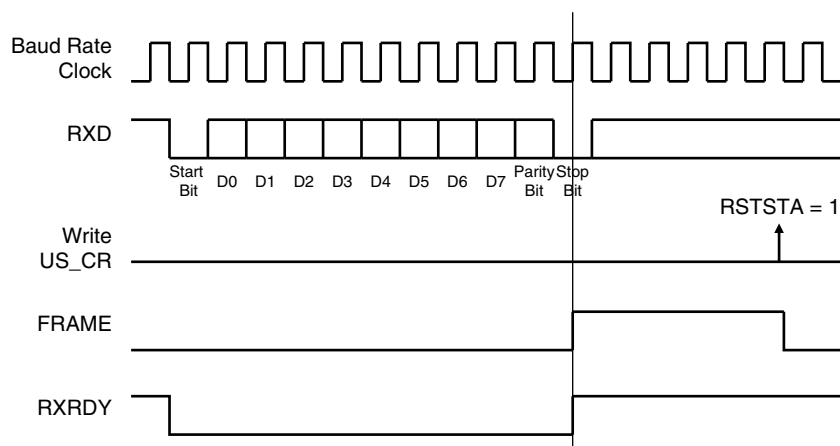 Baud Rate
Clock
RXD
Start
Bit
D0
D1
D2
D3
D4
D5
D6
D7
Parity
Bit
Stop
Bit
RSTSTA = 1
Write
US_CR
FRAME
RXRDY